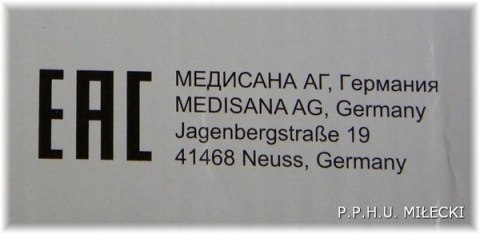 EAC
МЕДИСАНА АГ, Германия
MEDISANA AG, Germany
Jagenbergstraße 19
41468 Neuss, Germany
P.P.H.U. MIŁECKI